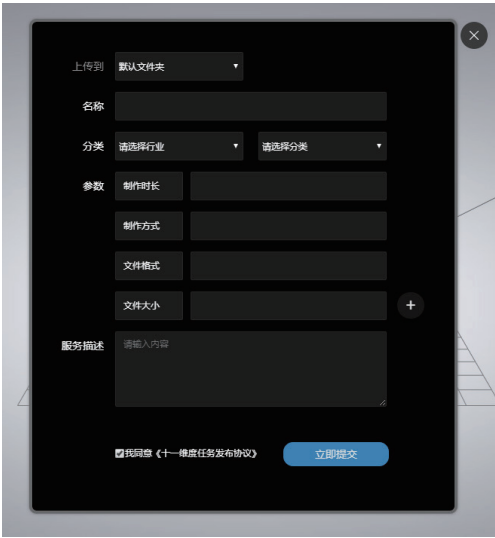 上传到 默认文件夹
名称
分类 请选择行业 请选择分类
参数 制作时长
制作方式
文件格式
文件大小 +
服务描述 请输入内容
我同意《十一维度任务发布协议》 立即提交